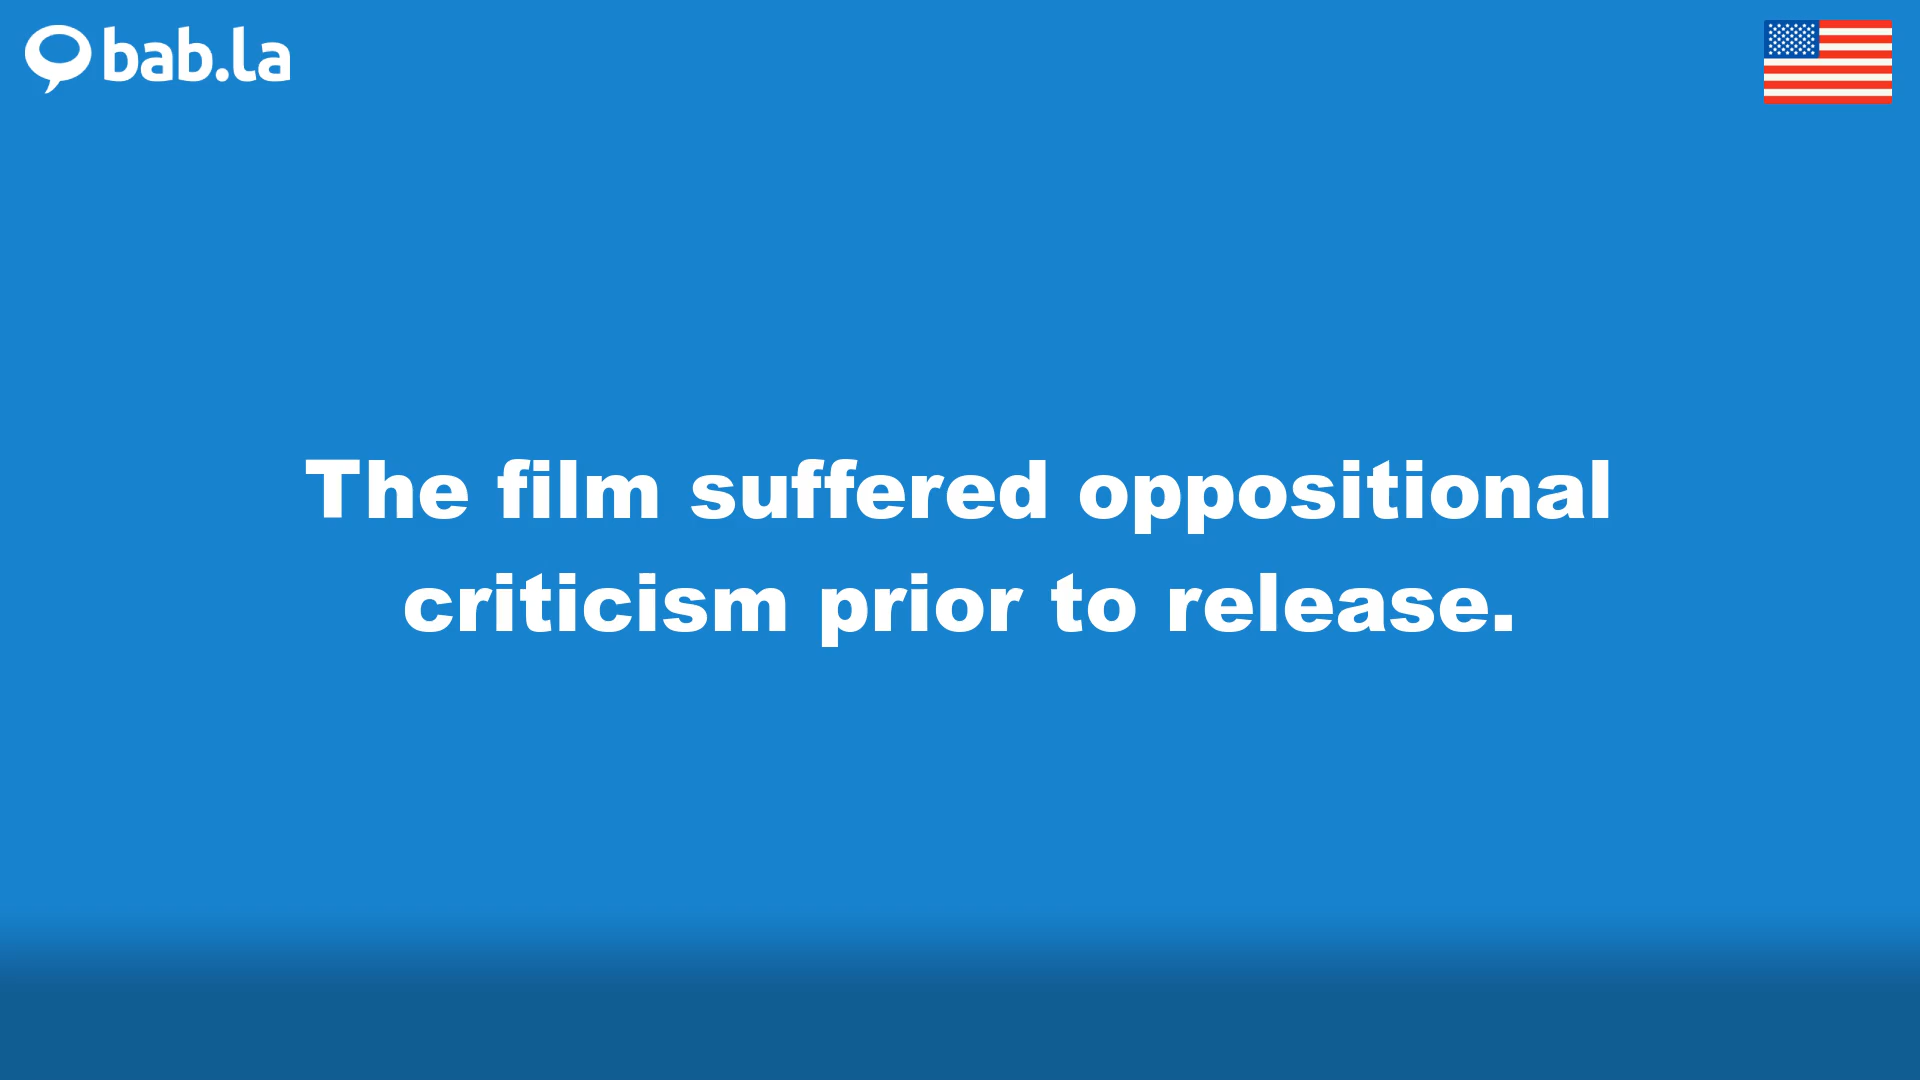 bab.la
The film suffered oppositional
criticism prior to release.